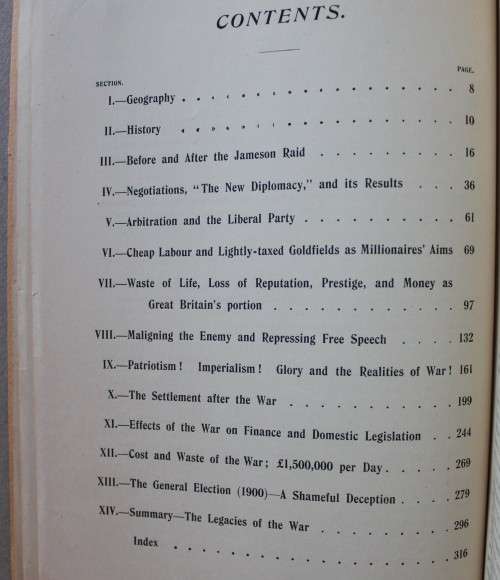 CONTENTS.
SECTION. PAGE.
I.—Geography . . . . . . . . . . . . . . 8
II.—History . . . . . . . . . . . . . . 10
III.—Before and After the Jameson Raid . . . . . . . 16
IV.—Negotiations, "The New Diplomacy," and its Results . . . 36
V.—Arbitration and the Liberal Party . . . . . . . . . 61
VI.—Cheap Labour and Lightly-taxed Goldfields as Millionaires' Aims 69
VII.—Waste of Life, Loss of Reputation, Prestige, and Money as
Great Britain's portion . . . . . . . . . . 97
VIII.—Maligning the Enemy and Repressing Free Speech . . . . 132
IX.—Patriotism! Imperialism! Glory and the Realities of War! 161
X.—The Settlement after the War . . . . . . . . . 199
XI.—Effects of the War on Finance and Domestic Legislation . . 244
XII.—Cost and Waste of the War; £1,500,000 per Day . . . . . 269
XIII.—The General Election (1900)—A Shameful Deception . . . . 279
XIV.—Summary—The Legacies of the War . . . . . . . . 296
Index . . . . . . . . . . . . . . . 316